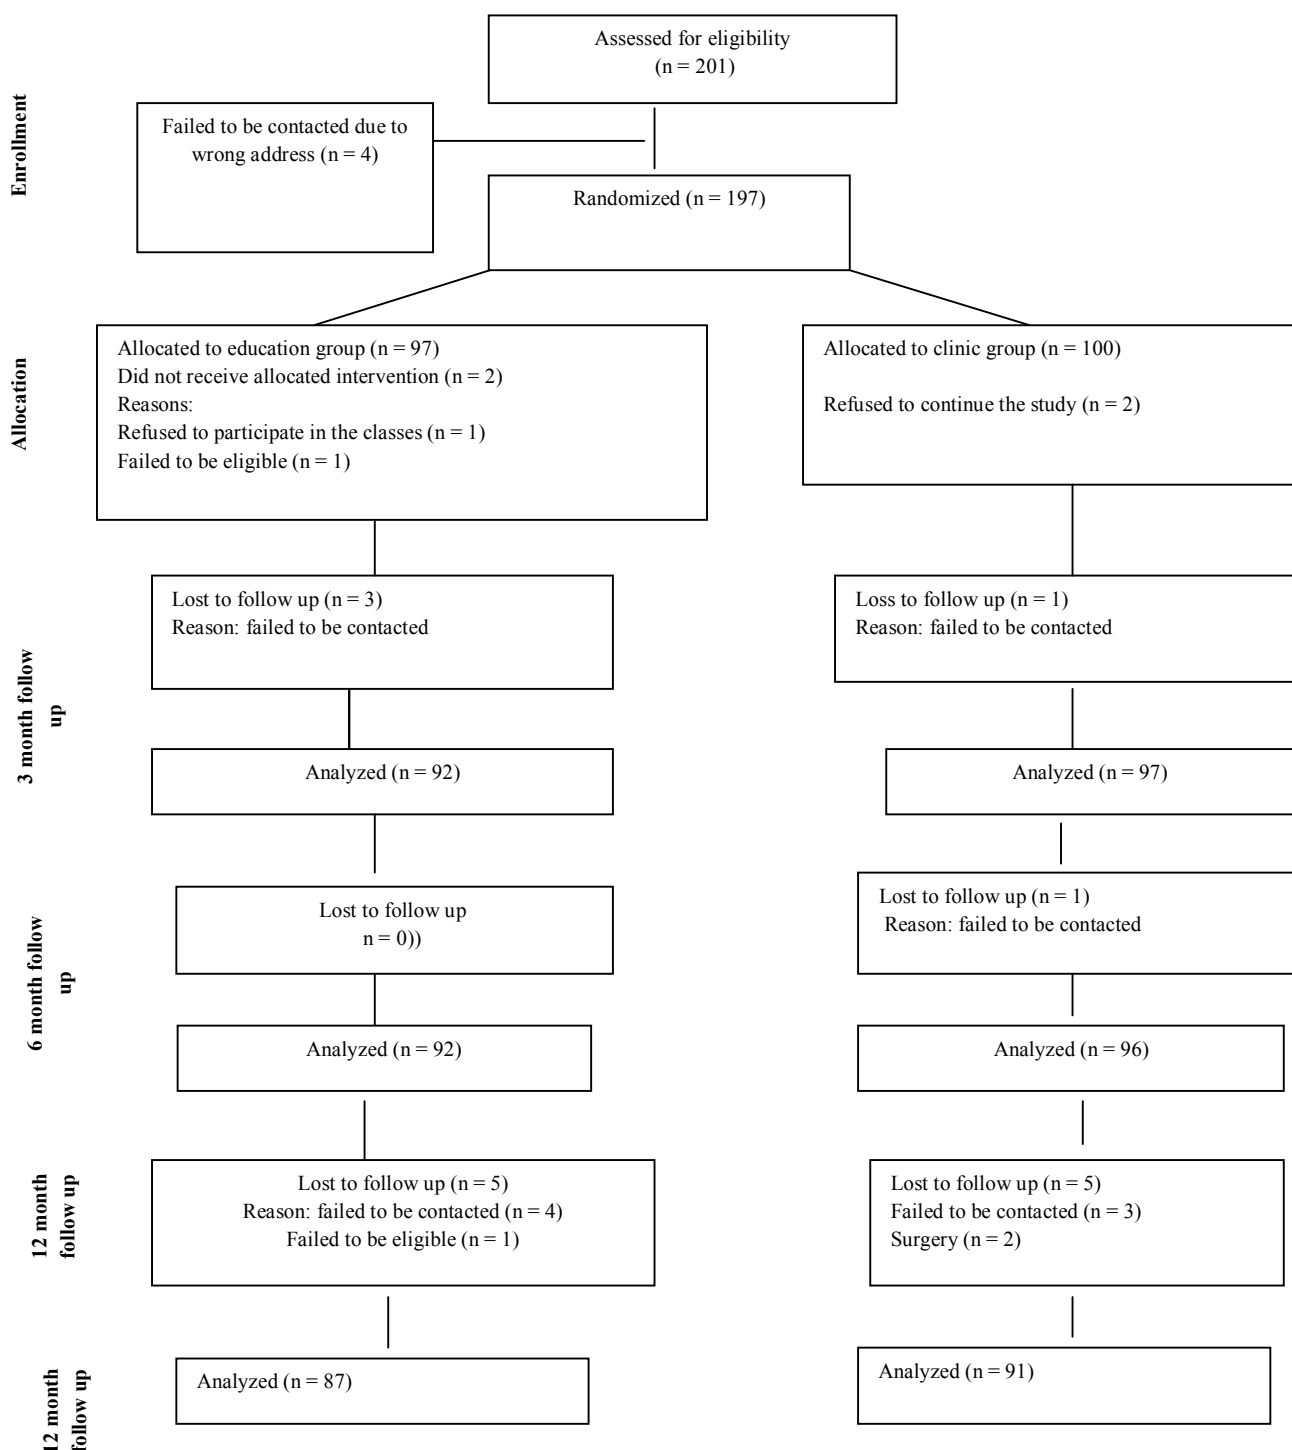 Assessed for eligibility
(n = 201)
Enrollment
Failed to be contacted due to
wrong address (n = 4)
Randomized (n = 197)
Allocation
Allocated to education group (n = 97)
Did not receive allocated intervention (n = 2)
Reasons:
Refused to participate in the classes (n = 1)
Failed to be eligible (n = 1)
Allocated to clinic group (n = 100)
Refused to continue the study (n = 2)
3 month follow
up
Lost to follow up (n = 3)
Reason: failed to be contacted
Loss to follow up (n = 1)
Reason: failed to be contacted
Analyzed (n = 92)
Analyzed (n = 97)
6 month follow
up
Lost to follow up
n = 0))
Lost to follow up (n = 1)
Reason: failed to be contacted
Analyzed (n = 92)
Analyzed (n = 96)
12 month
follow up
Lost to follow up (n = 5)
Reason: failed to be contacted (n = 4)
Failed to be eligible (n = 1)
Lost to follow up (n = 5)
Failed to be contacted (n = 3)
Surgery (n = 2)
12 month
follow up
Analyzed (n = 87)
Analyzed (n = 91)